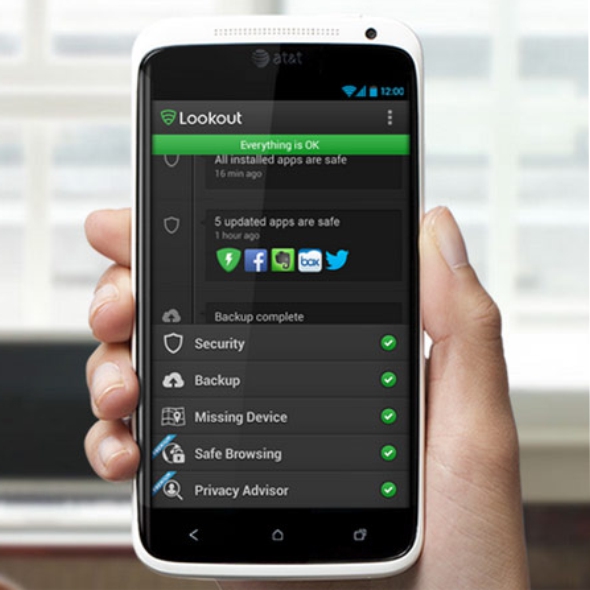 at&t
12:00
Lookout
Everything is OK
All installed apps are safe
16 min ago
5 updated apps are safe
1 hour ago
box
Backup complete
Security
Backup
Missing Device
Safe Browsing
Privacy Advisor